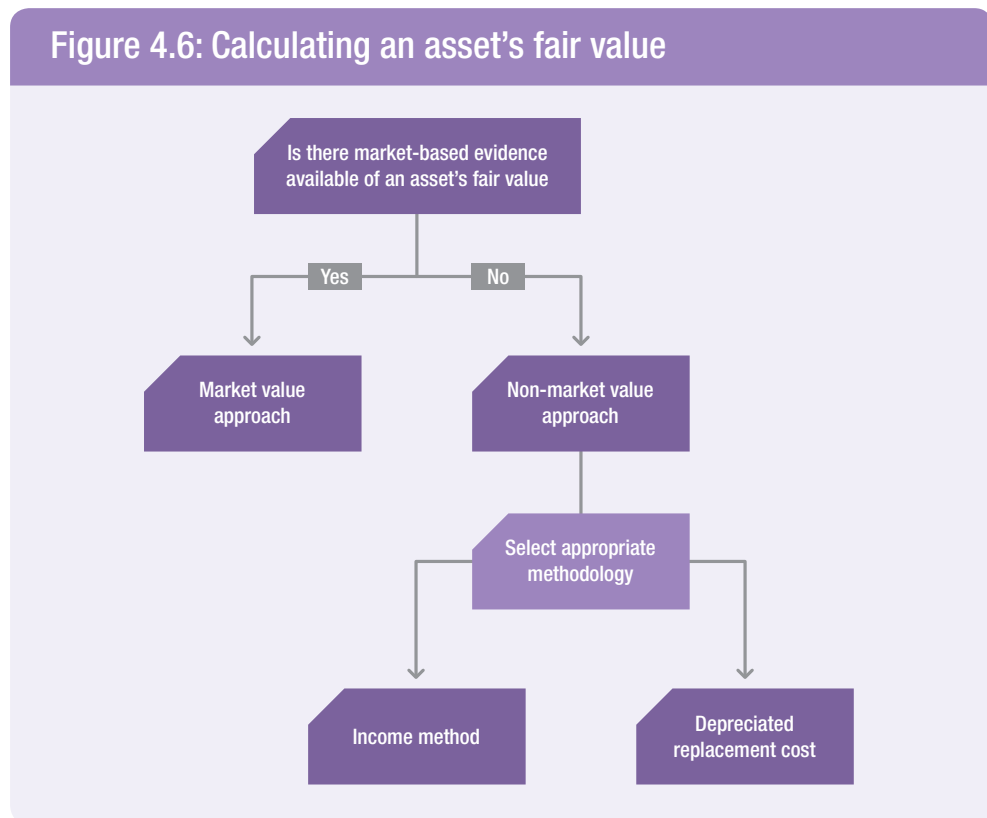 Figure 4.6: Calculating an asset's fair value
Is there market-based evidence
available of an asset's fair value
Yes
No
Market value
approach
Non-market value
approach
Select appropriate
methodology
Income method
Depreciated
replacement cost